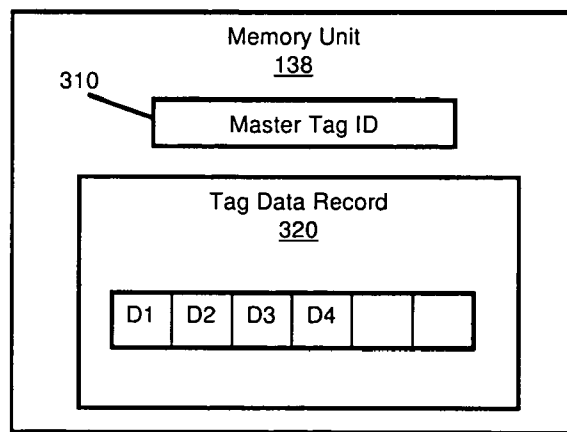 Memory Unit
138
310
Master Tag ID
Tag Data Record
320
D1 D2 D3 D4